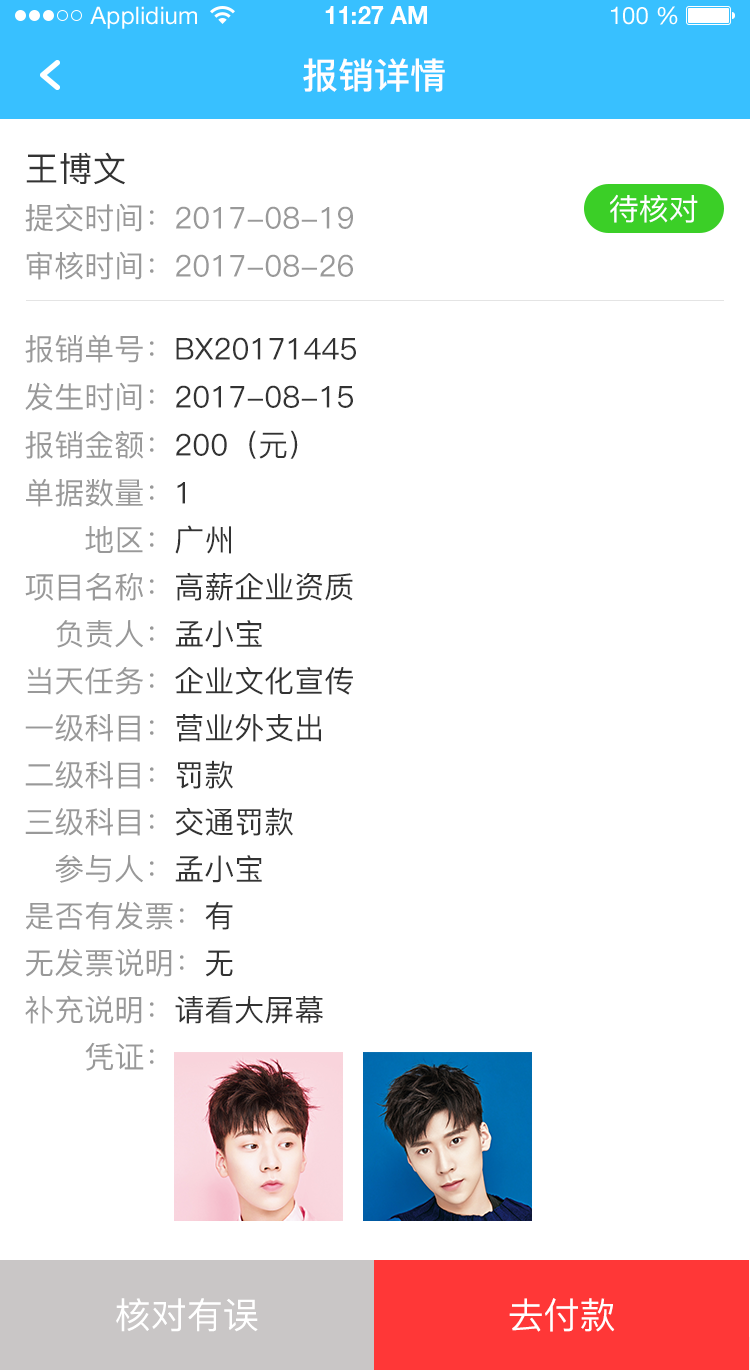 Applidium 11:27 AM 100 %
报销详情
王博文
提交时间：2017-08-19
待核对
审核时间：2017-08-26
报销单号：BX20171445
发生时间：2017-08-15
报销金额：200（元）
单据数量：1
地区：广州
项目名称：高薪企业资质
负责人：孟小宝
当天任务：企业文化宣传
一级科目：营业外支出
二级科目：罚款
三级科目：交通罚款
参与人：孟小宝
是否有发票：有
无发票说明：无
补充说明：请看大屏幕
凭证：
核对有误 去付款